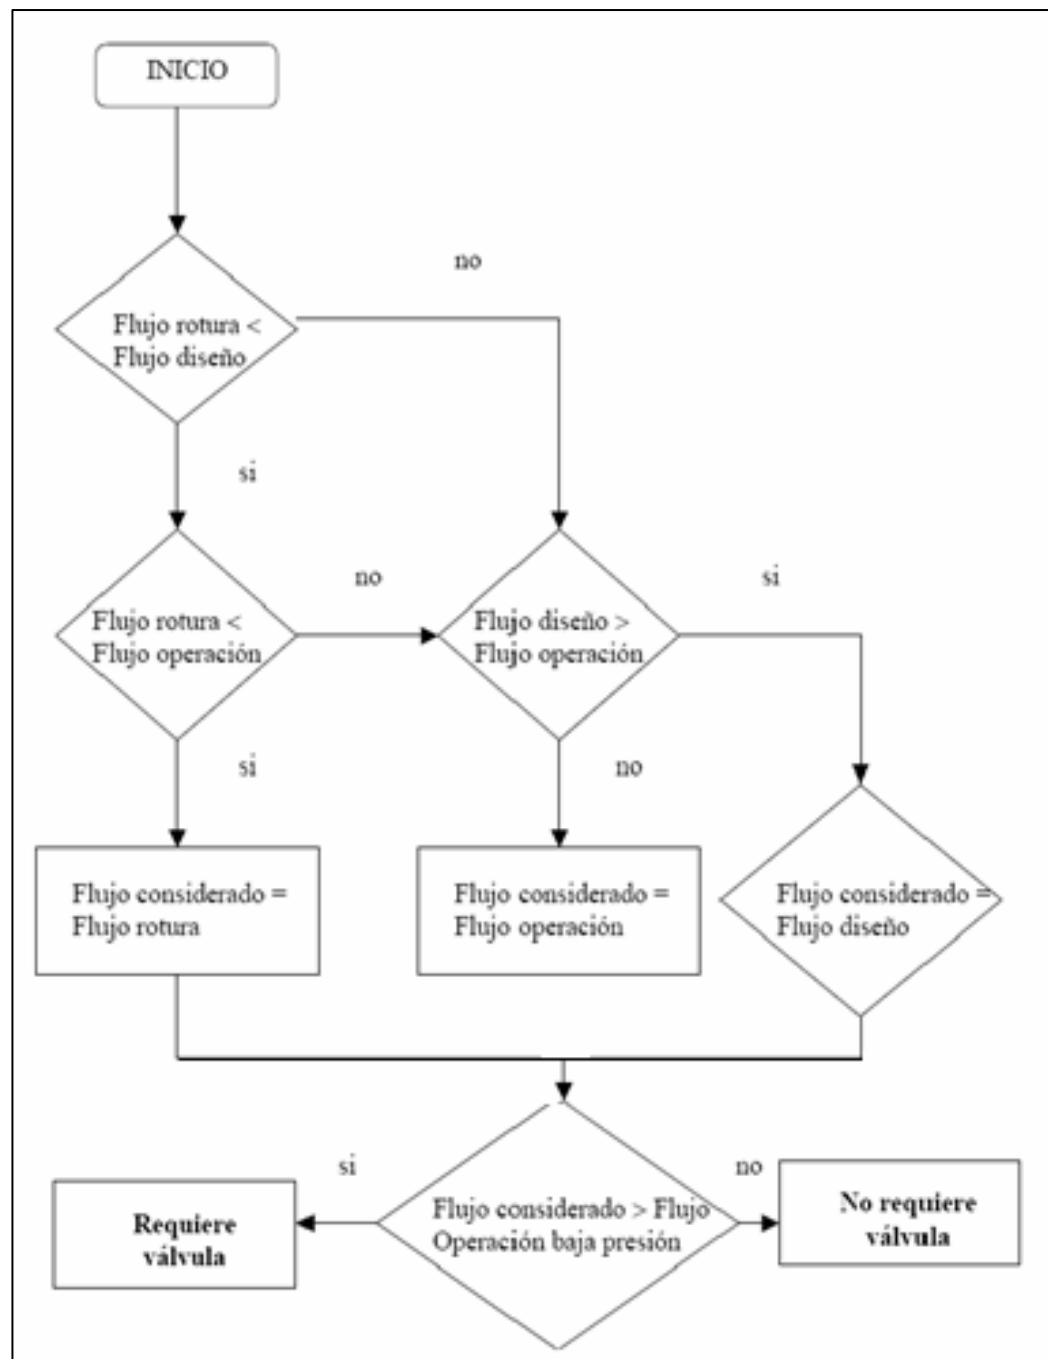 INICIO
no
Flujo rotura <
Flujo diseño
si
no
si
Flujo rotura <
Flujo operación
Flujo diseño >
Flujo operación
si
no
Flujo considerado =
Flujo rotura
Flujo considerado =
Flujo operación
Flujo considerado =
Flujo diseño
si
no
Requiere
válvula
Flujo considerado > Flujo
Operación baja presión
No requiere
válvula